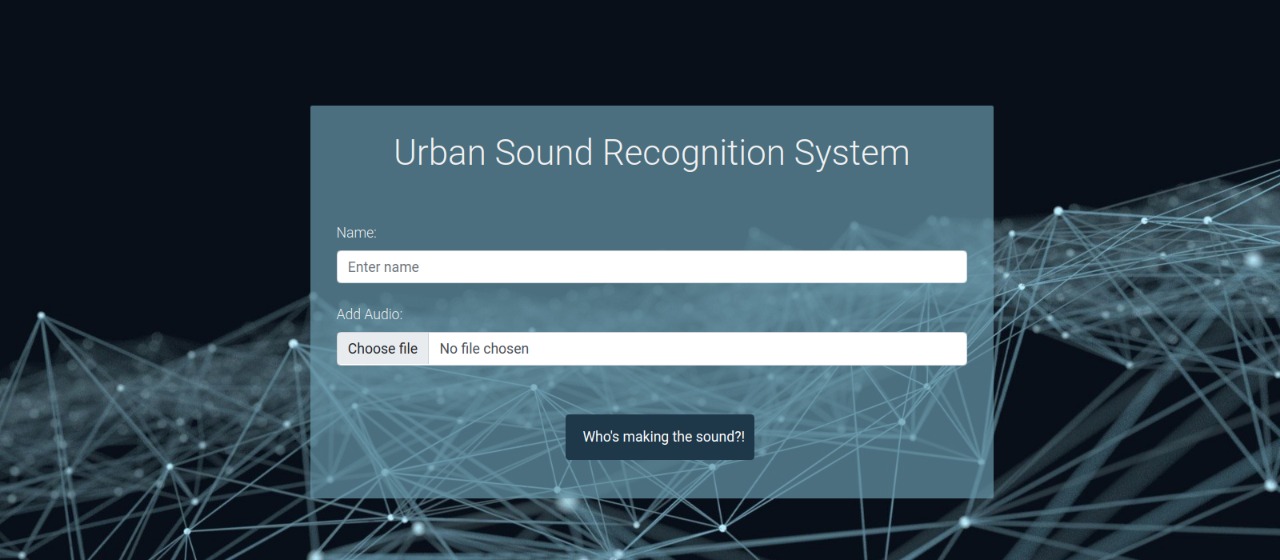 Urban Sound Recognition System
Name:
Enter name
Add Audio:
Choose file No file chosen
Who's making the sound?!